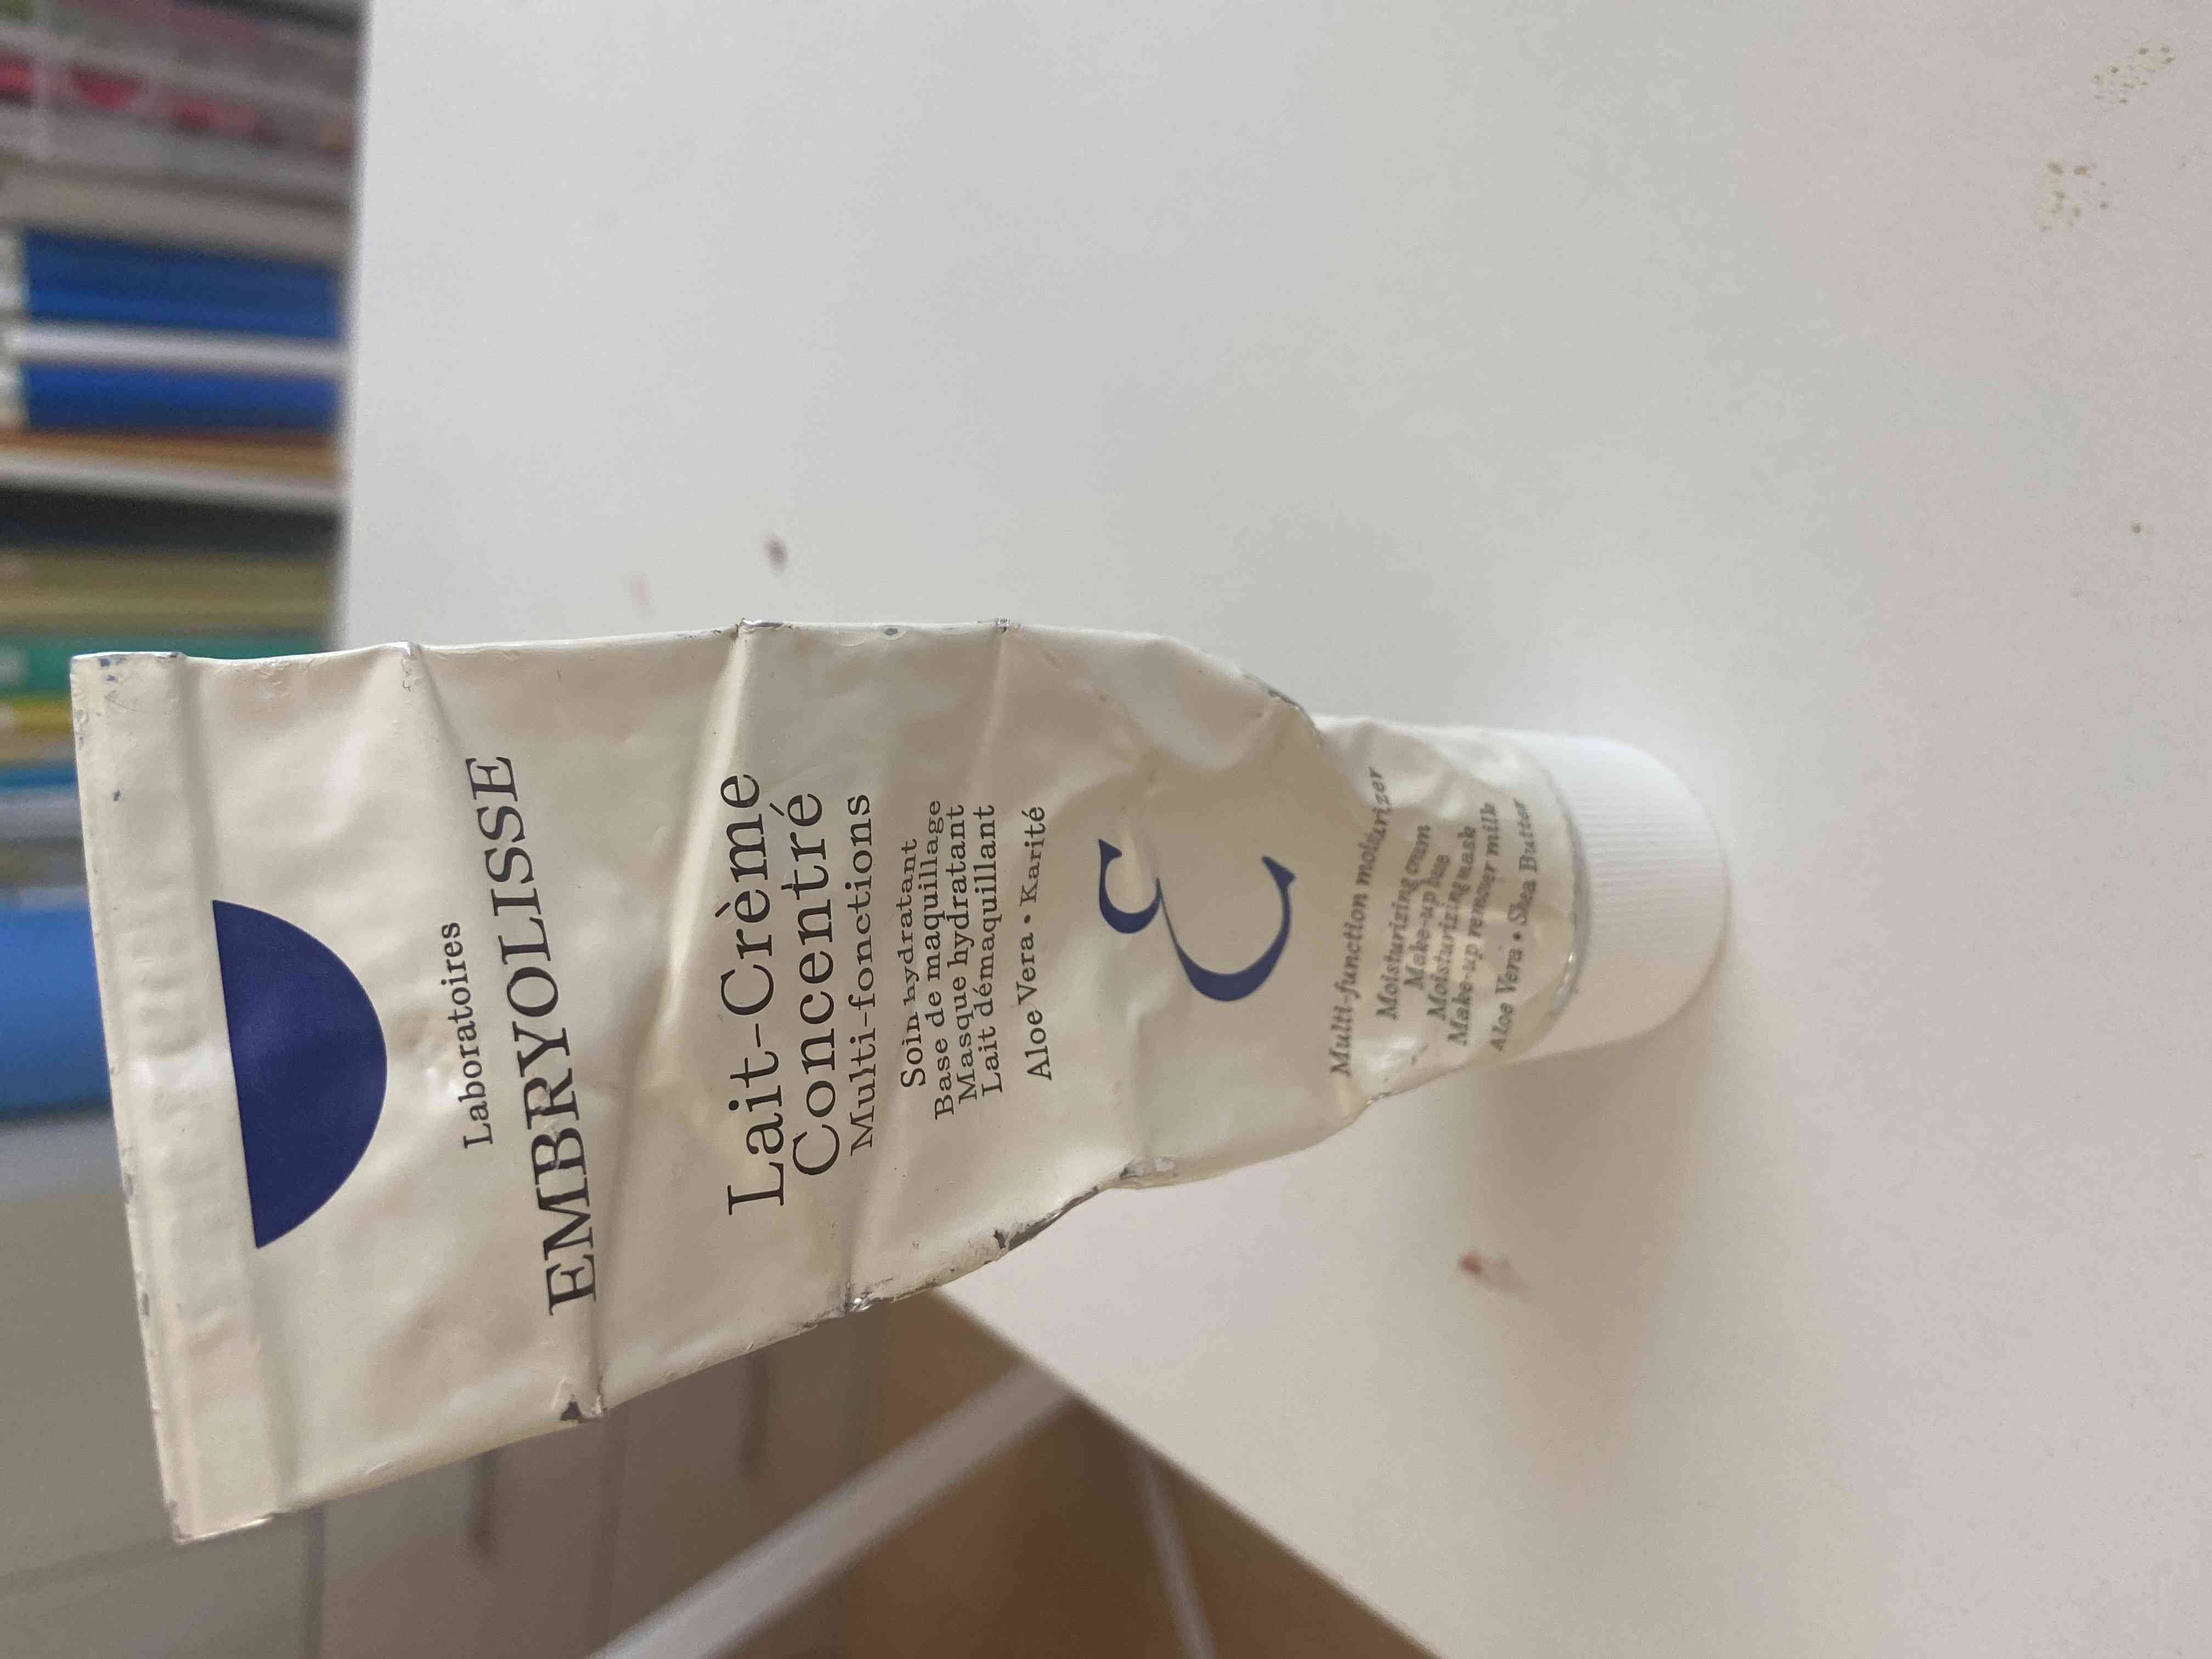 Laboratoires
EMBRYOLISSE
Lait-Crème
Concentré
Multi-fonctions
Soin hydratant
Base de maquillage
Masque hydratant
Lait démaquillant
Aloe Vera • Karité
Multi-function moisturizer
Moisturizing cream
Make-up base
Moisturizing mask
Make-up remover milk
Aloe Vera • Shea Butter